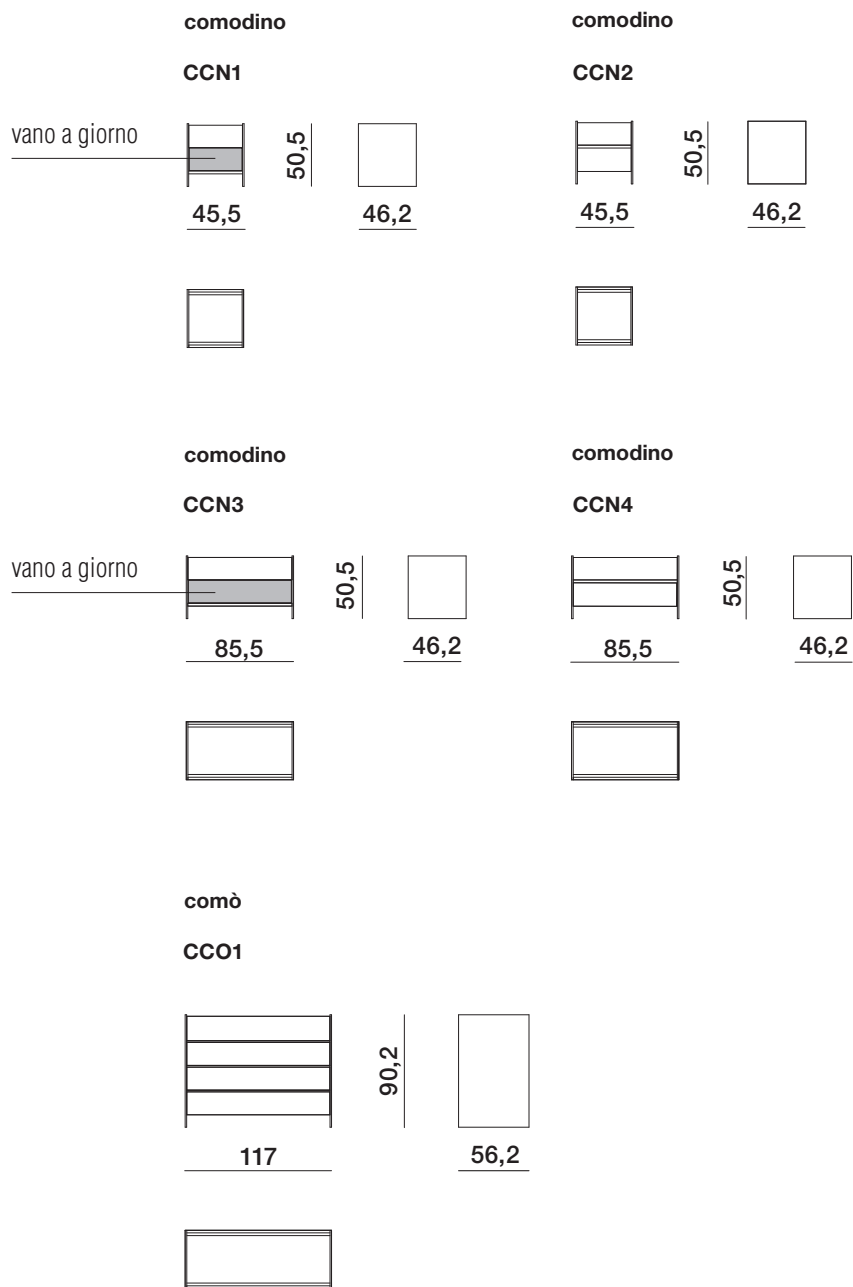 comodino
CCN1
vano a giorno
50,5
45,5
46,2
comodino
CCN2
50,5
45,5
46,2
comodino
CCN3
vano a giorno
50,5
85,5
46,2
comodino
CCN4
50,5
85,5
46,2
comò
CCO1
90,2
117
56,2